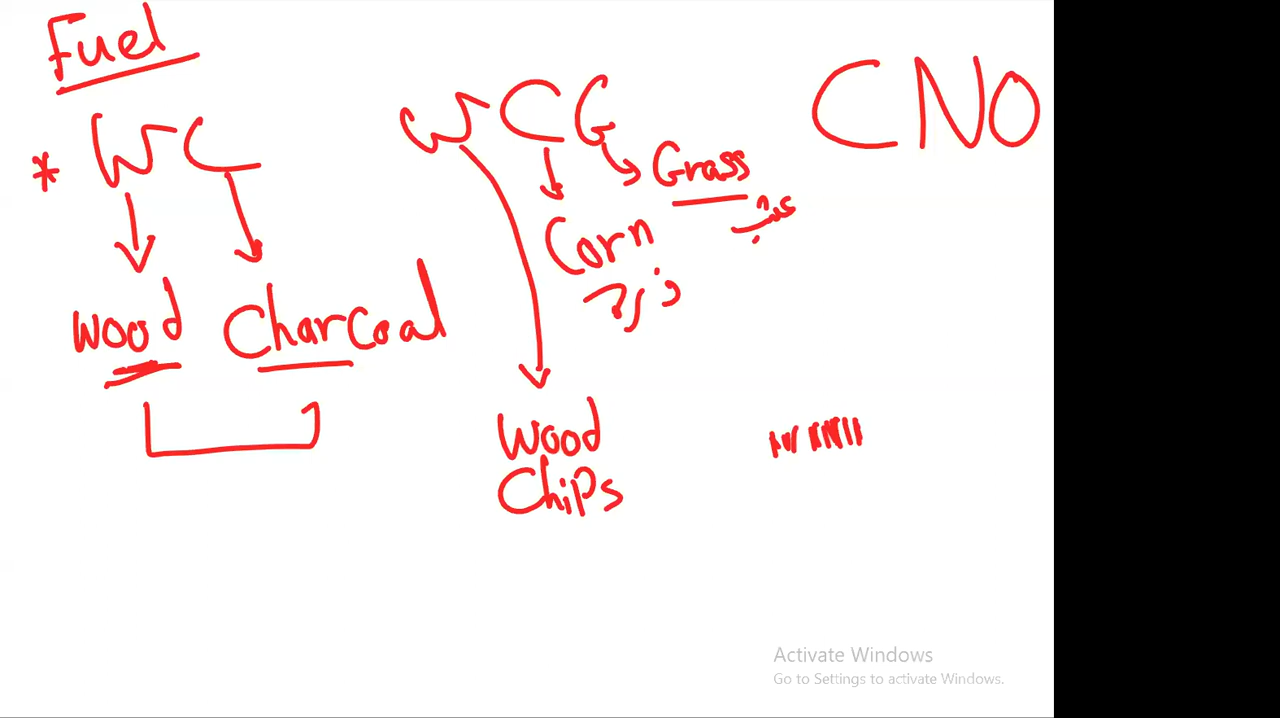 Fuel
* WC
Wood Charcoal
WCG
Grass
عشب
Corn
ذرة
Wood
Chips
CNO
Activate Windows
Go to Settings to activate Windows.